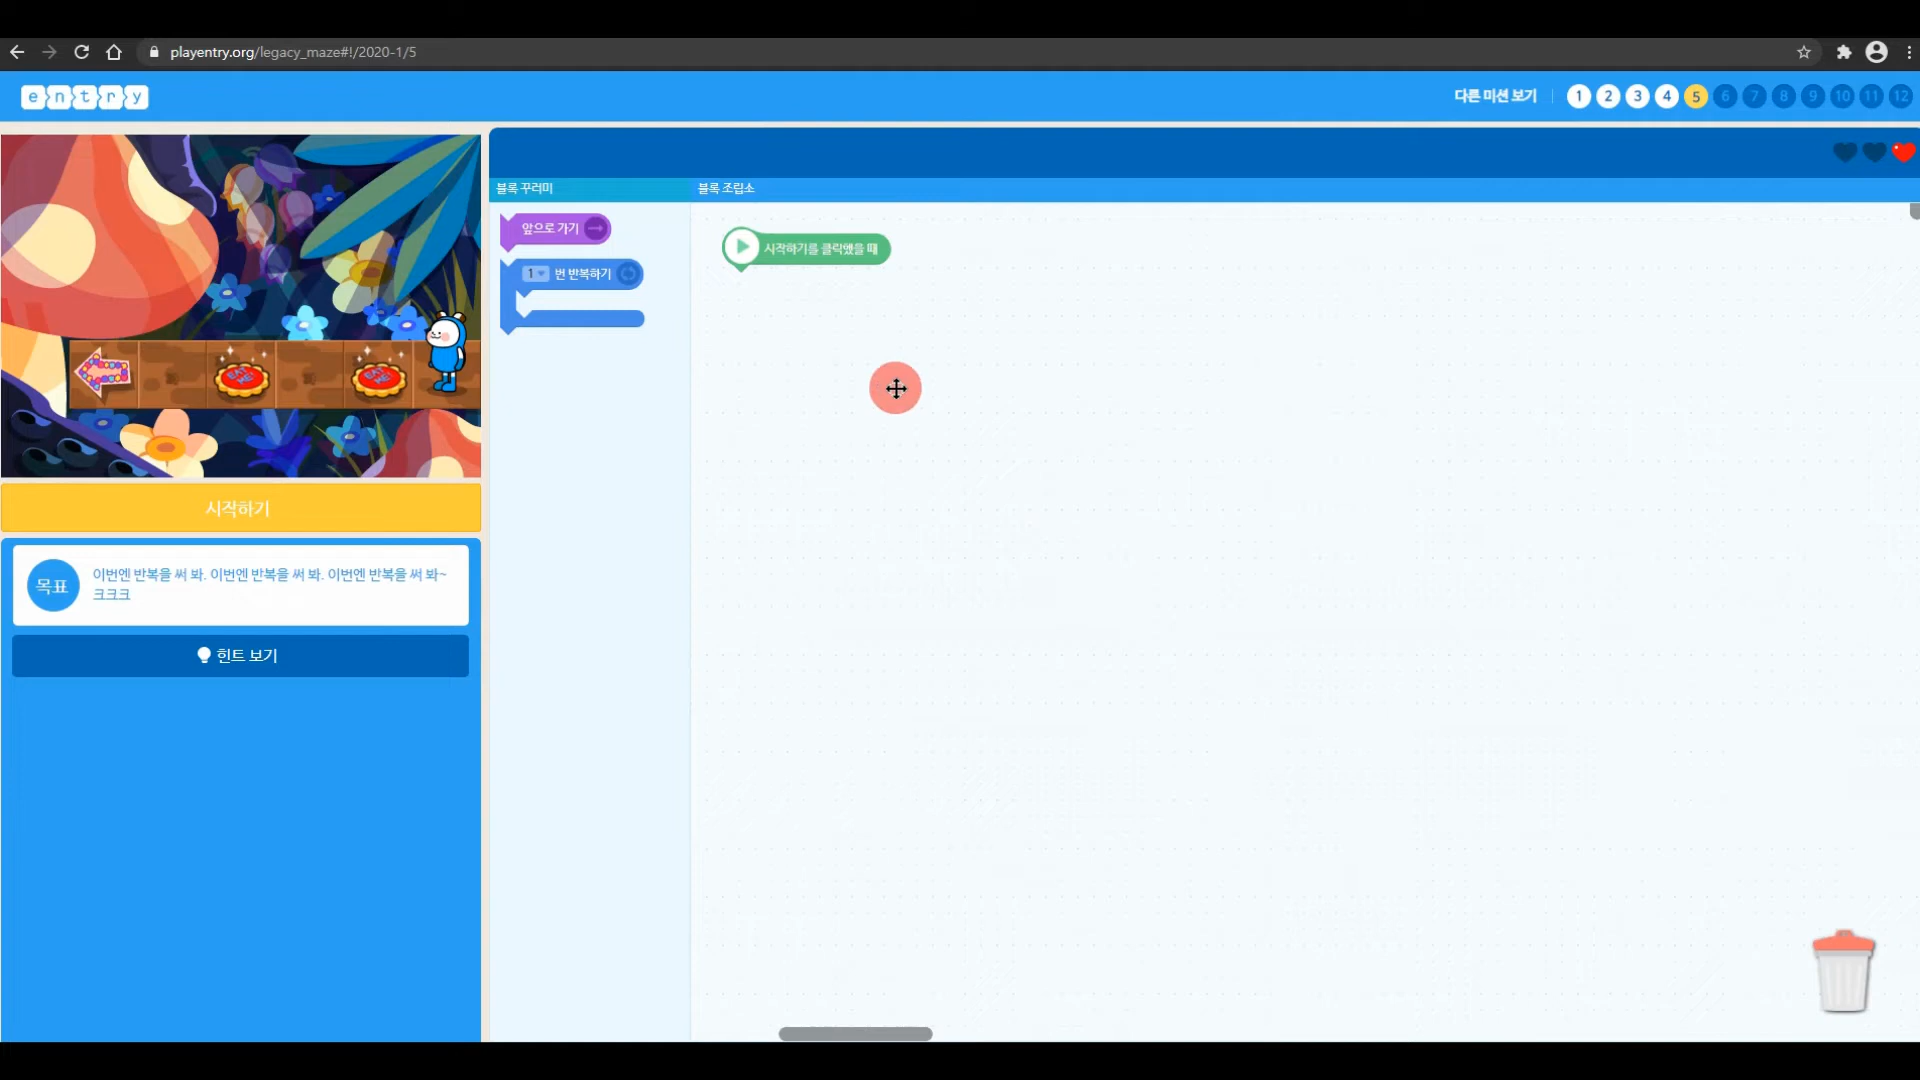 playentry.org/legacy_maze#!/2020-1/5
entry
다른 미션 보기 1 2 3 4 5 6 7 8 9 10 11 12
블록 꾸러미
블록 조립소
앞으로 가기
1 번 반복하기
시작하기를 클릭했을 때
EAT ME!
EAT ME!
시작하기
목표
이번엔 반복을 써 봐. 이번엔 반복을 써 봐. 이번엔 반복을 써 봐~
크크크
힌트 보기